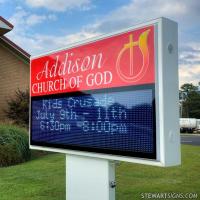 Addison
CHURCH OF GOD
Kids Crusade
July 9th - 11th
6:30pm - 8:00pm
STEWARTSIGNS.COM